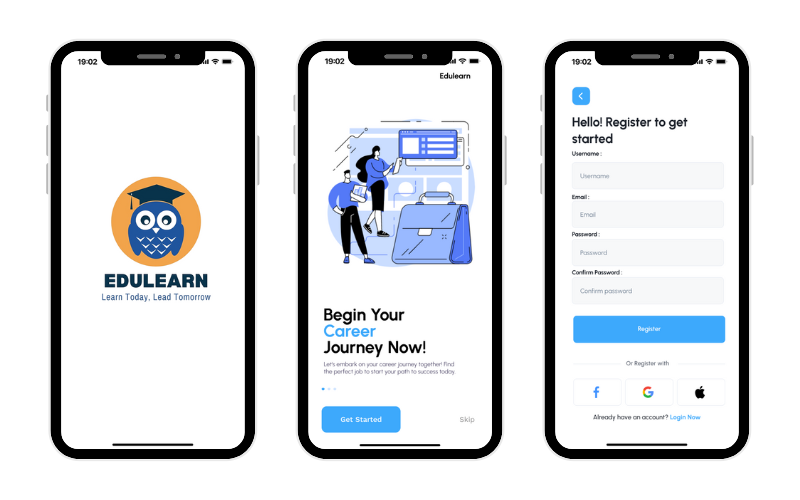 19:02
EDULEARN
Learn Today, Lead Tomorrow
19:02
Edulearn
Begin Your
Career
Journey Now!
Let's embark on your career journey together! Find
the perfect job to start your path to success today.
Get Started
Skip
19:02
Hello! Register to get
started
Username :
Username
Email :
Email
Password :
Password
Confirm Password :
Confirm password
Register
Or Register with
Already have an account? Login Now